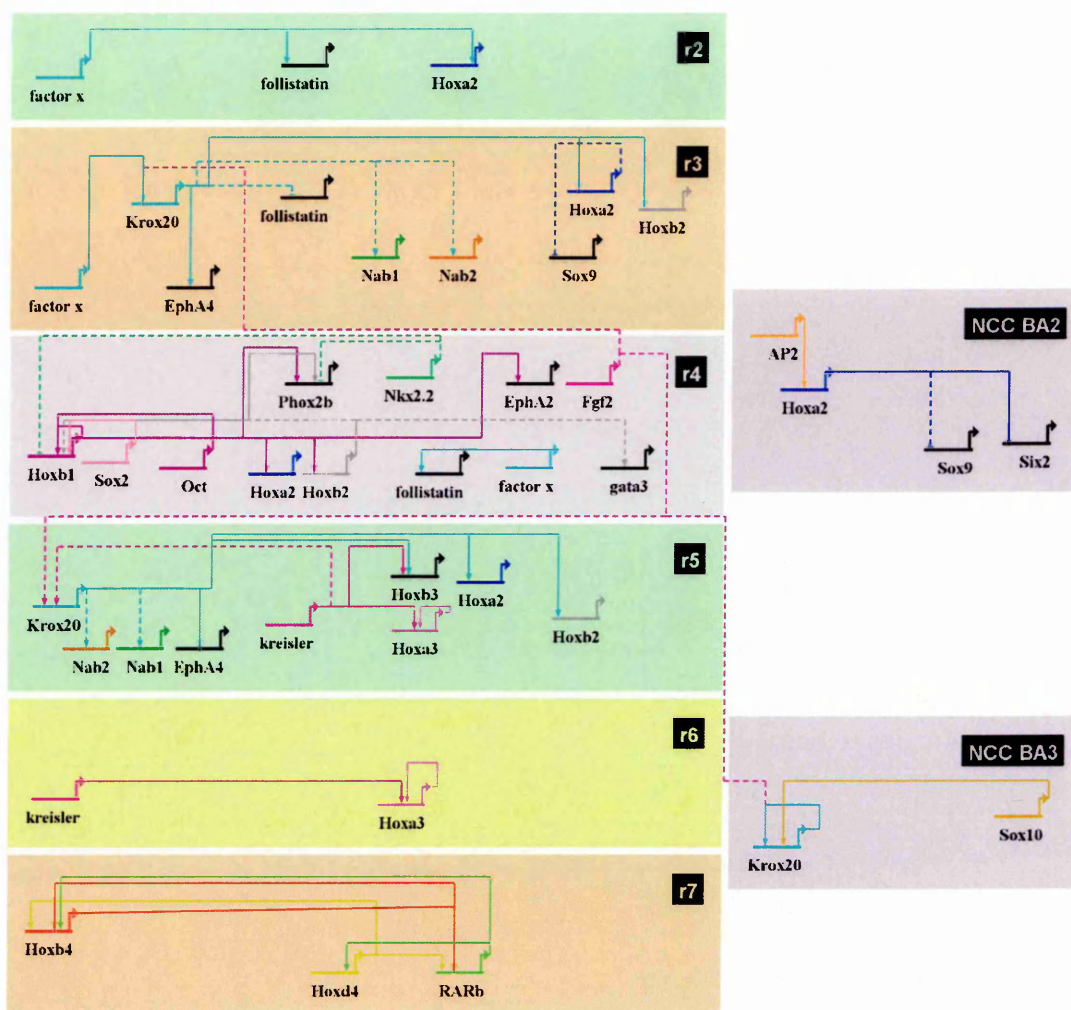 r2
factor x
follistatin
Hoxa2
r3
Krox20
follistatin
Hoxa2
Hoxb2
Nab1
Nab2
Sox9
factor x
EphA4
r4
Phox2b
Nkx2.2
EphA2
Fgf2
Hoxb1
Sox2
Oct
Hoxa2
Hoxb2
follistatin
factor x
gata3
NCC BA2
AP2
Hoxa2
Sox9
Six2
r5
Hoxb3
Hoxa2
Krox20
kreisler
Hoxa3
Hoxb2
Nab2
Nab1
EphA4
r6
kreisler
Hoxa3
NCC BA3
Krox20
Sox10
r7
Hoxb4
Hoxd4
RARb